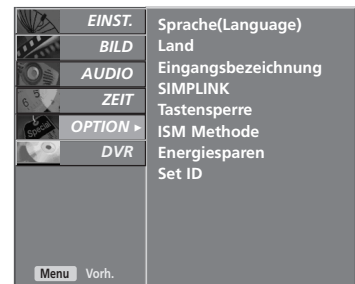 EINST.
BILD
AUDIO
ZEIT
OPTION ▸
DVR
Sprache(Language)
Land
Eingangsbezeichnung
SIMPLINK
Tastensperre
ISM Methode
Energiesparen
Set ID
Menu Vorh.